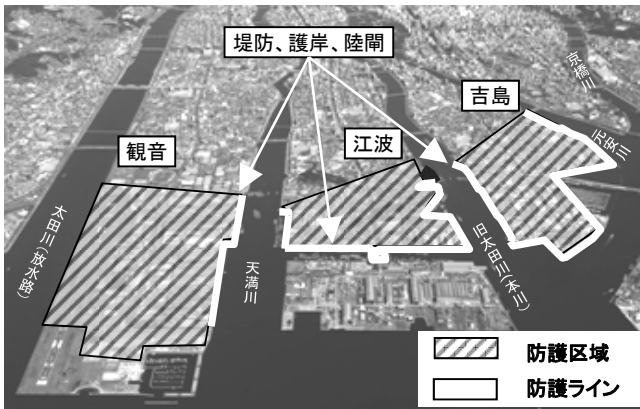 堤防、護岸、陸閘
京橋川
吉島
元安川
江波
観音
太田川(放水路)
天満川
旧太田川(本川)
防護区域
防護ライン